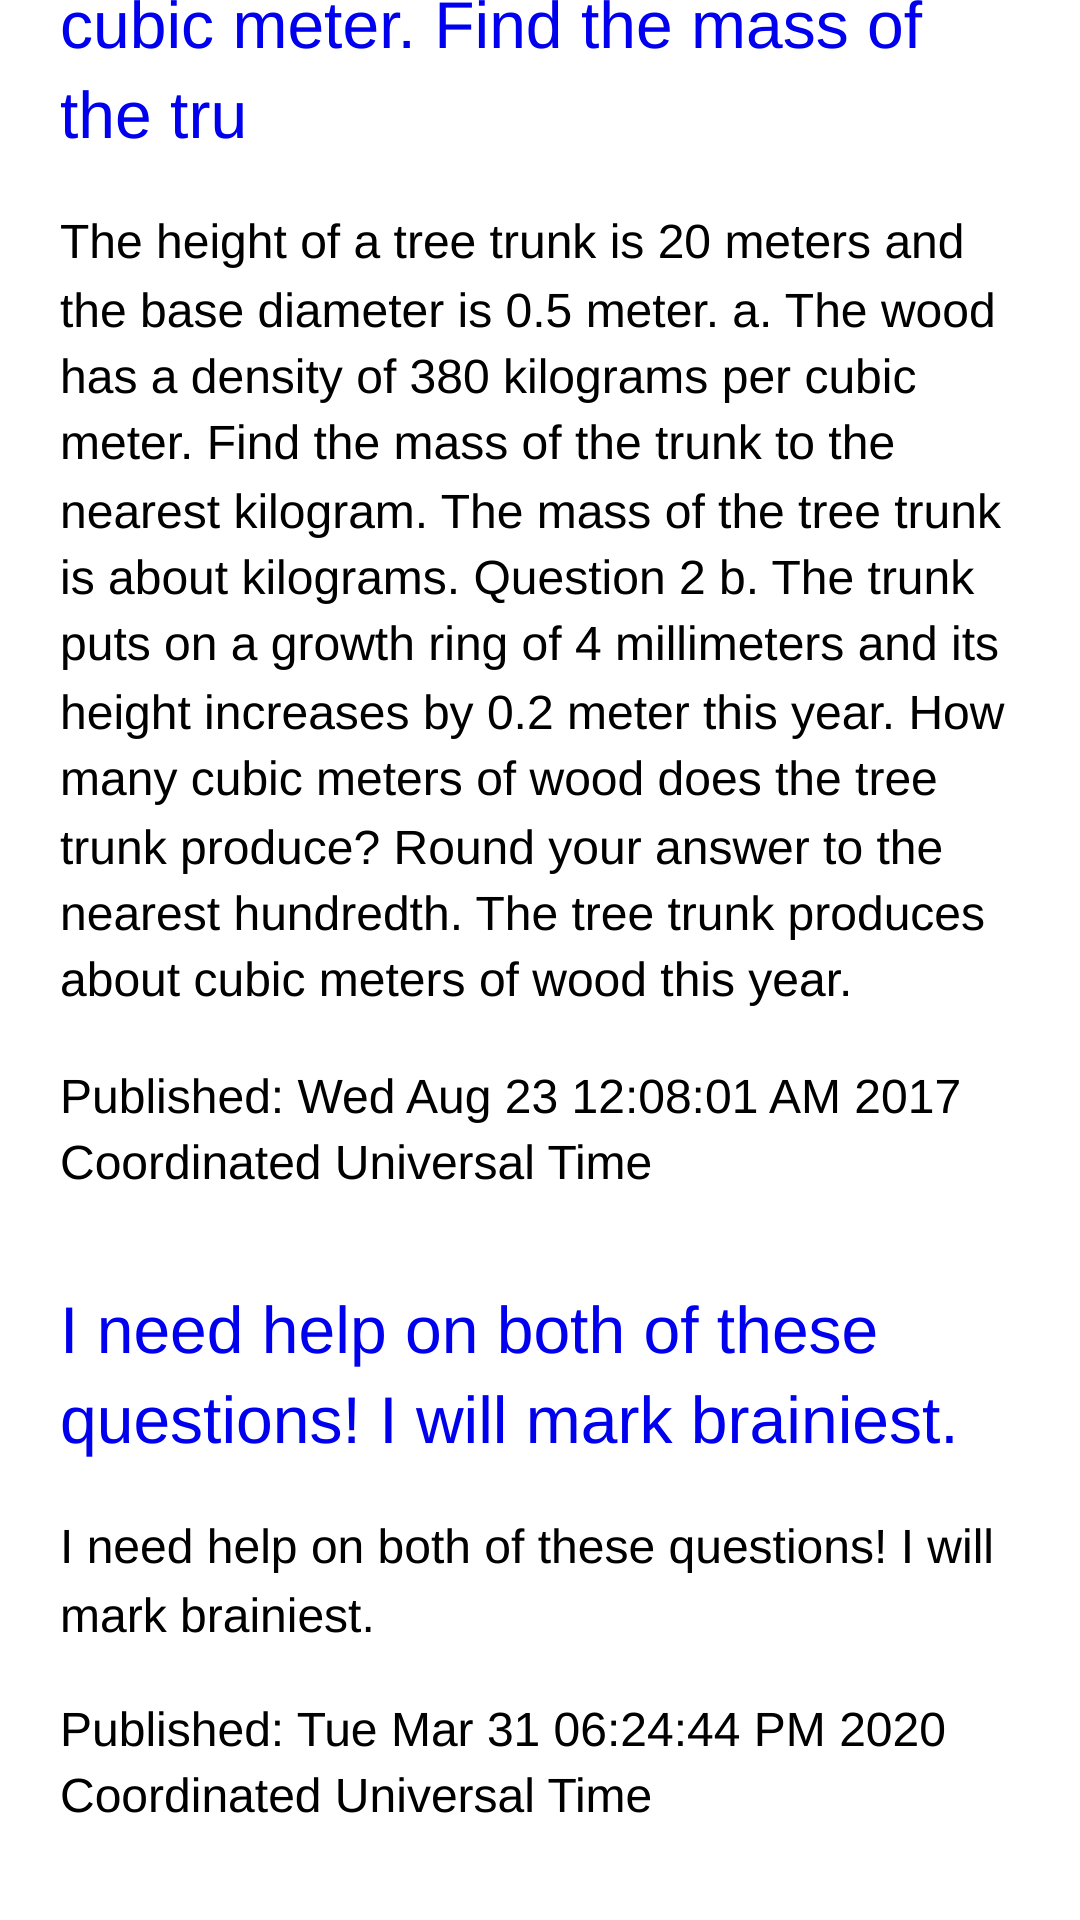 cubic meter. Find the mass of
the tru
The height of a tree trunk is 20 meters and
the base diameter is 0.5 meter. a. The wood
has a density of 380 kilograms per cubic
meter. Find the mass of the trunk to the
nearest kilogram. The mass of the tree trunk
is about kilograms. Question 2 b. The trunk
puts on a growth ring of 4 millimeters and its
height increases by 0.2 meter this year. How
many cubic meters of wood does the tree
trunk produce? Round your answer to the
nearest hundredth. The tree trunk produces
about cubic meters of wood this year.
Published: Wed Aug 23 12:08:01 AM 2017
Coordinated Universal Time
I need help on both of these
questions! I will mark brainiest.
I need help on both of these questions! I will
mark brainiest.
Published: Tue Mar 31 06:24:44 PM 2020
Coordinated Universal Time